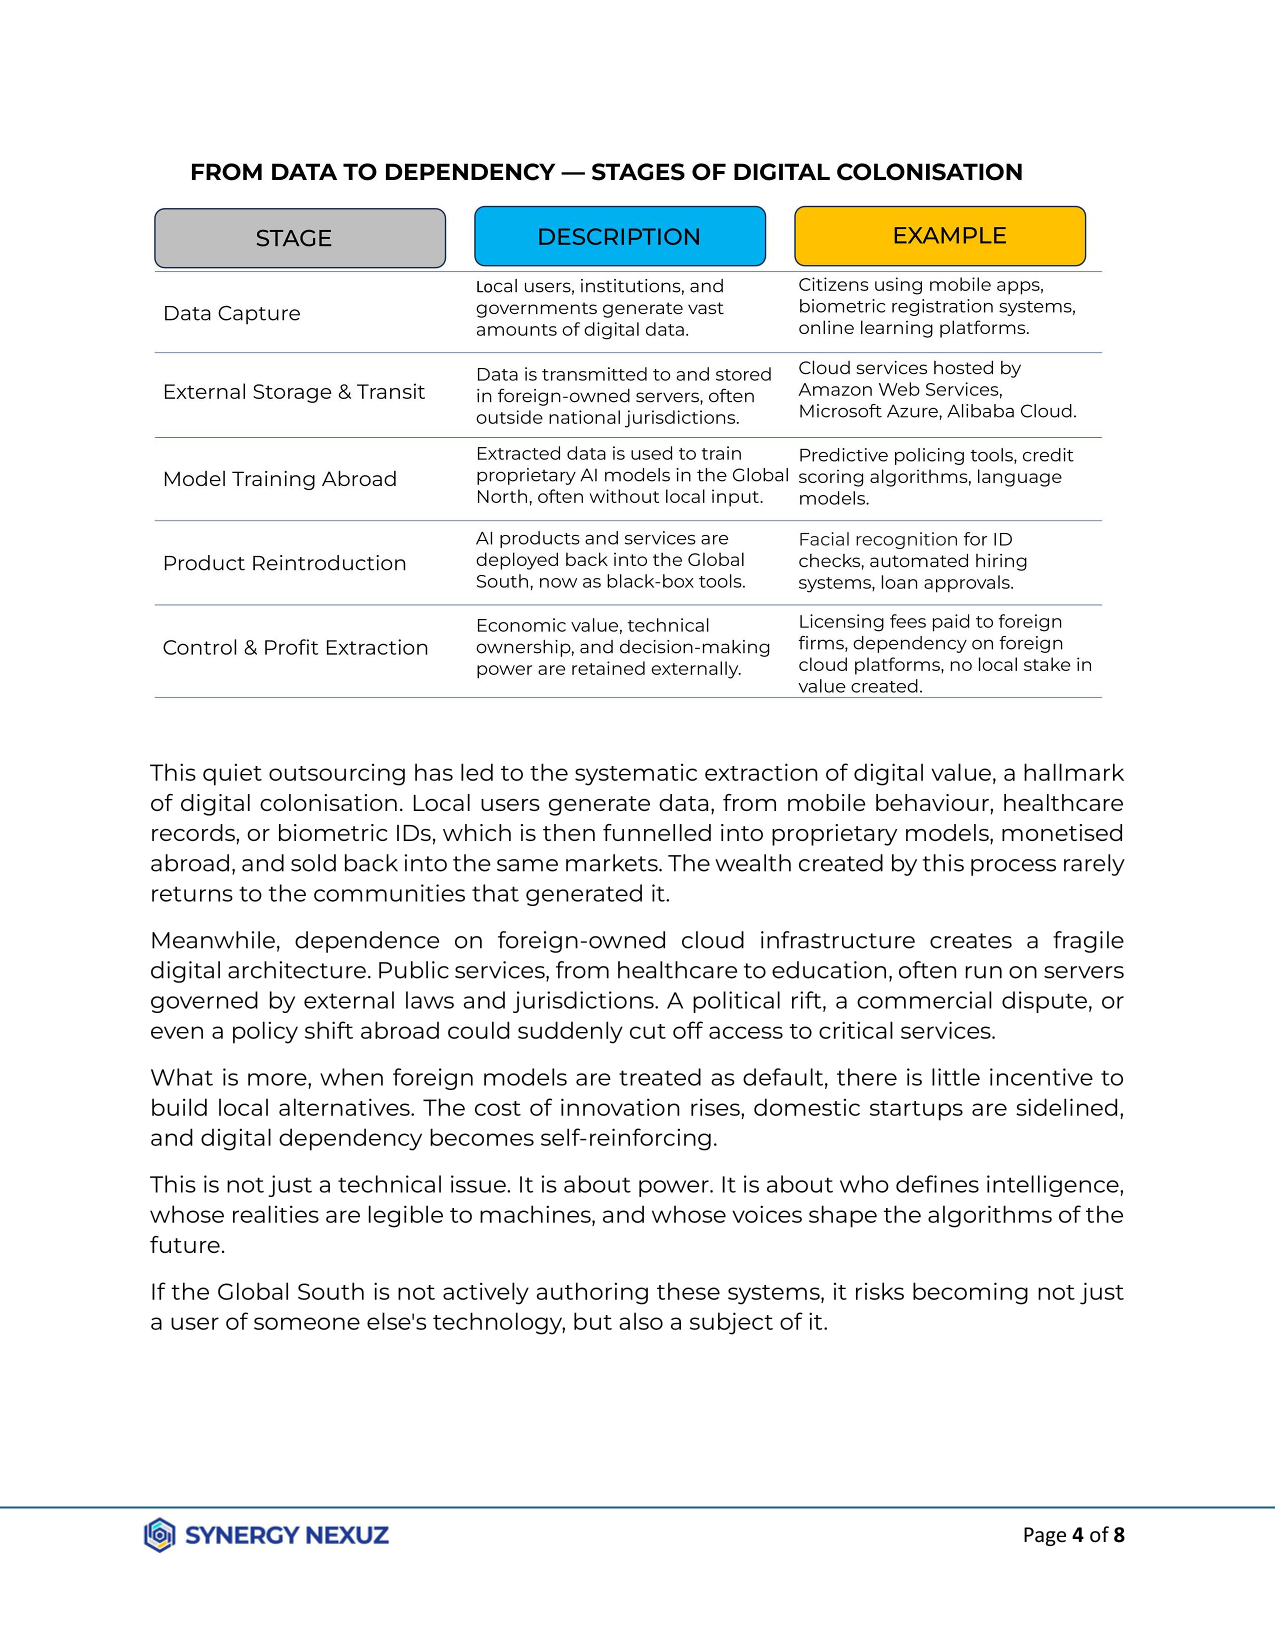 FROM DATA TO DEPENDENCY — STAGES OF DIGITAL COLONISATION
STAGE
DESCRIPTION
EXAMPLE
Data Capture
Local users, institutions, and
governments generate vast
amounts of digital data.
Citizens using mobile apps,
biometric registration systems,
online learning platforms.
External Storage & Transit
Data is transmitted to and stored
in foreign-owned servers, often
outside national jurisdictions.
Cloud services hosted by
Amazon Web Services,
Microsoft Azure, Alibaba Cloud.
Model Training Abroad
Extracted data is used to train
proprietary AI models in the Global
North, often without local input.
Predictive policing tools, credit
scoring algorithms, language
models.
Product Reintroduction
AI products and services are
deployed back into the Global
South, now as black-box tools.
Facial recognition for ID
checks, automated hiring
systems, loan approvals.
Control & Profit Extraction
Economic value, technical
ownership, and decision-making
power are retained externally.
Licensing fees paid to foreign
firms, dependency on foreign
cloud platforms, no local stake in
value created.
This quiet outsourcing has led to the systematic extraction of digital value, a hallmark
of digital colonisation. Local users generate data, from mobile behaviour, healthcare
records, or biometric IDs, which is then funnelled into proprietary models, monetised
abroad, and sold back into the same markets. The wealth created by this process rarely
returns to the communities that generated it.
Meanwhile, dependence on foreign-owned cloud infrastructure creates a fragile
digital architecture. Public services, from healthcare to education, often run on servers
governed by external laws and jurisdictions. A political rift, a commercial dispute, or
even a policy shift abroad could suddenly cut off access to critical services.
What is more, when foreign models are treated as default, there is little incentive to
build local alternatives. The cost of innovation rises, domestic startups are sidelined,
and digital dependency becomes self-reinforcing.
This is not just a technical issue. It is about power. It is about who defines intelligence,
whose realities are legible to machines, and whose voices shape the algorithms of the
future.
If the Global South is not actively authoring these systems, it risks becoming not just
a user of someone else's technology, but also a subject of it.
SYNERGY NEXUZ
Page 4 of 8